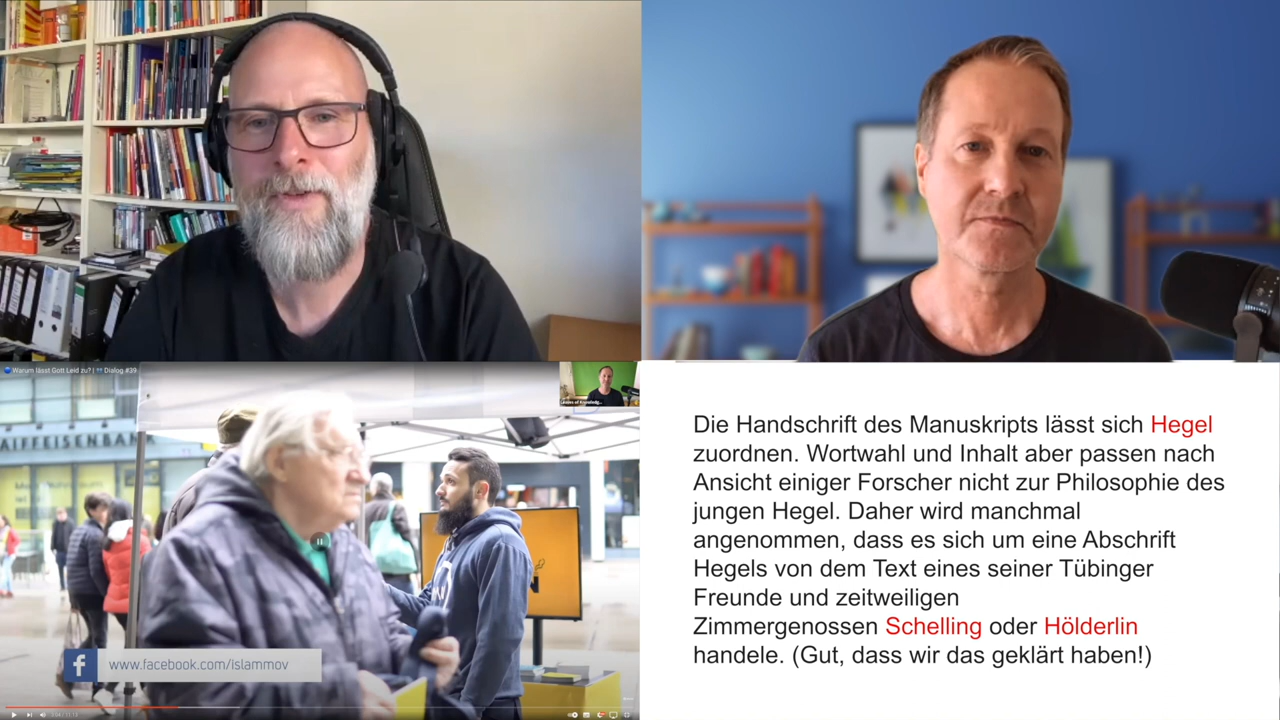 Warum lässt Gott Leid zu? | Dialog #39
AIFFEISENBANK
www.facebook.com/Islammov
Die Handschrift des Manuskripts lässt sich Hegel
zuordnen. Wortwahl und Inhalt aber passen nach
Ansicht einiger Forscher nicht zur Philosophie des
jungen Hegel. Daher wird manchmal
angenommen, dass es sich um eine Abschrift
Hegels von dem Text eines seiner Tübinger
Freunde und zeitweiligen
Zimmergenossen Schelling oder Hölderlin
handele. (Gut, dass wir das geklärt haben!)